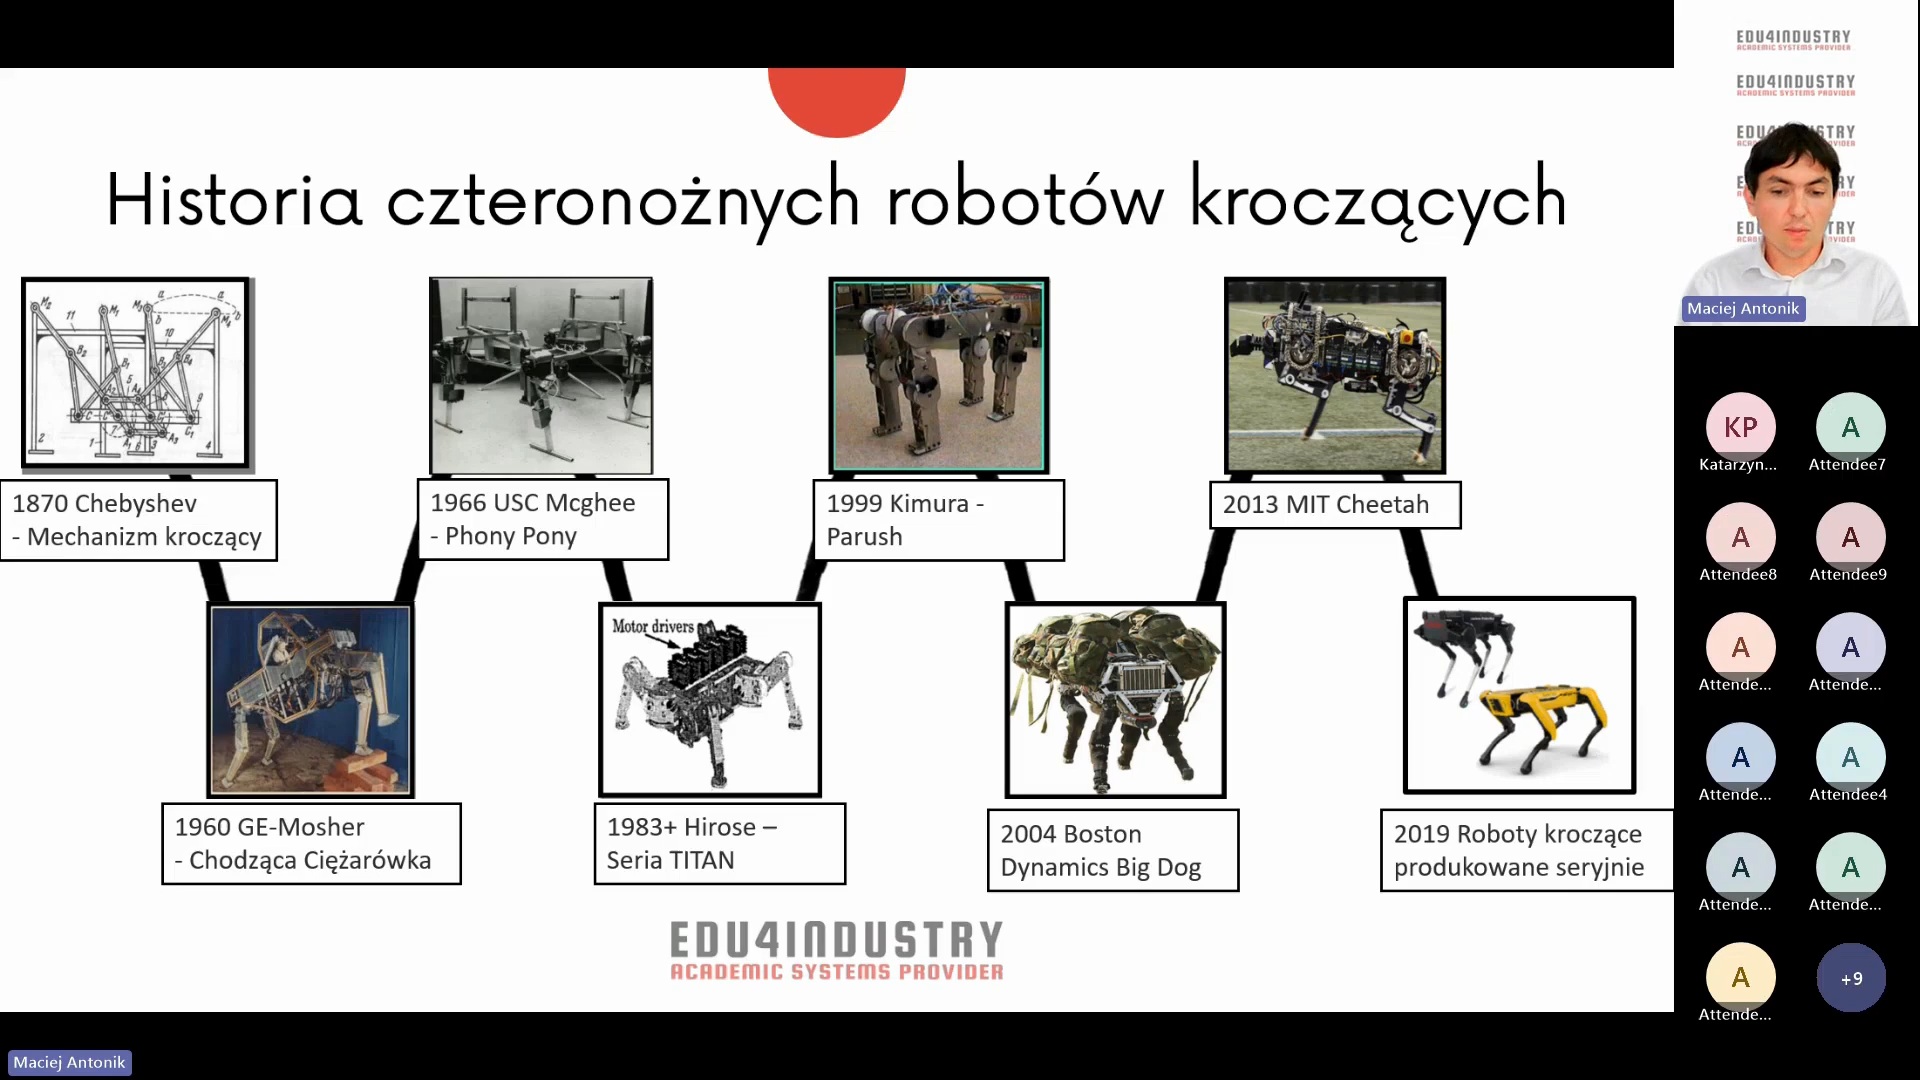 Historia czteronożnych robotów kroczących
1870 Chebyshev
- Mechanizm kroczący
1966 USC Mcghee
- Phony Pony
1999 Kimura -
Parush
2013 MIT Cheetah
Motor drivers
1960 GE-Mosher
- Chodząca Ciężarówka
1983+ Hirose –
Seria TITAN
2004 Boston
Dynamics Big Dog
2019 Roboty kroczące
produkowane seryjnie
EDU4INDUSTRY
ACADEMIC SYSTEMS PROVIDER
Maciej Antonik
EDU4INDUSTRY
ACADEMIC SYSTEMS PROVIDER
EDU4INDUSTRY
ACADEMIC SYSTEMS PROVIDER
Maciej Antonik
KP
Katarzyn...
A
Attendee7
A
Attendee8
A
Attendee9
A
Attende...
A
Attende...
A
Attende...
A
Attendee4
A
Attende...
A
Attende...
A
Attende...
+9